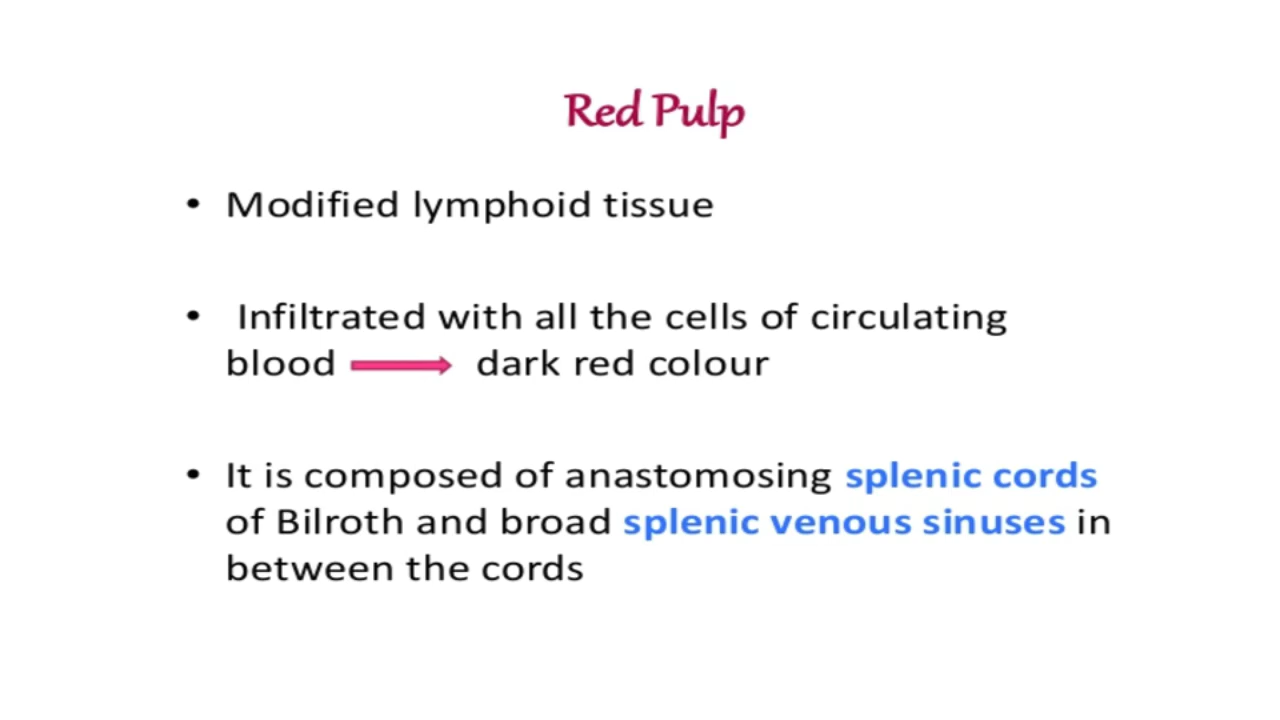 Red Pulp
• Modified lymphoid tissue
• Infiltrated with all the cells of circulating
blood dark red colour
• It is composed of anastomosing splenic cords
of Bilroth and broad splenic venous sinuses in
between the cords